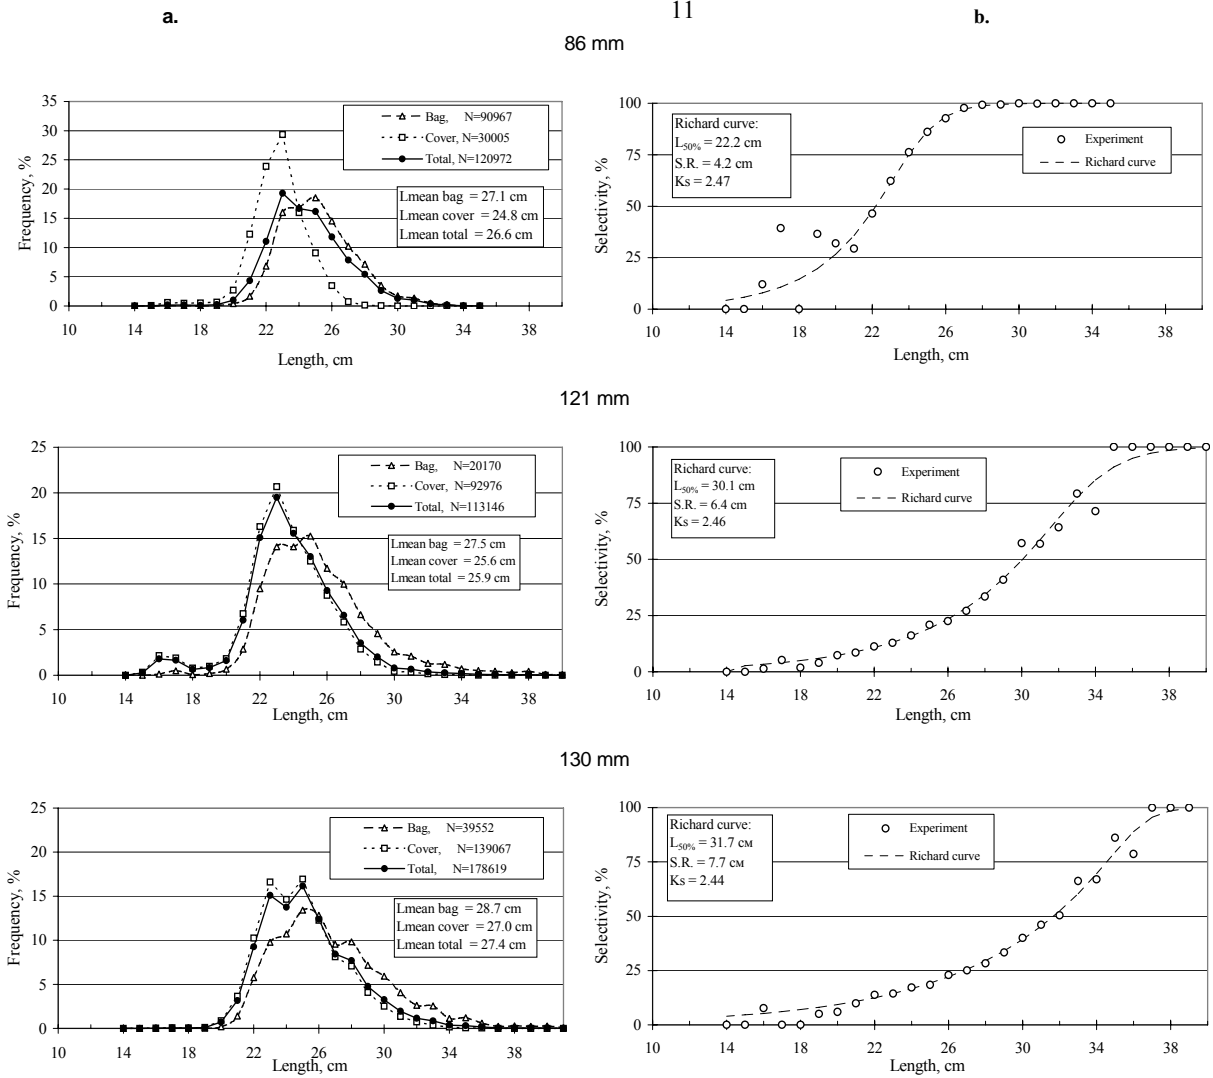 a.
11
b.
86 mm
35
30
25
20
15
10
5
0
Frequency, %
10 14 18 22 26 30 34 38
Length, cm
Bag, N=90967
Cover, N=30005
Total, N=120972
Lmean bag = 27.1 cm
Lmean cover = 24.8 cm
Lmean total = 26.6 cm
100
75
50
25
0
Selectivity, %
10 14 18 22 26 30 34 38
Length, cm
Richard curve:
L50% = 22.2 cm
S.R. = 4.2 cm
Ks = 2.47
Experiment
Richard curve
121 mm
25
20
15
10
5
0
Frequency, %
10 14 18 22 26 30 34 38
Length, cm
Bag, N=20170
Cover, N=92976
Total, N=113146
Lmean bag = 27.5 cm
Lmean cover = 25.6 cm
Lmean total = 25.9 cm
100
75
50
25
0
Selectivity, %
10 14 18 22 26 30 34 38
Length, cm
Richard curve:
L50% = 30.1 cm
S.R. = 6.4 cm
Ks = 2.46
Experiment
Richard curve
130 mm
25
20
15
10
5
0
Frequency, %
10 14 18 22 26 30 34 38
Length, cm
Bag, N=39552
Cover, N=139067
Total, N=178619
Lmean bag = 28.7 cm
Lmean cover = 27.0 cm
Lmean total = 27.4 cm
100
75
50
25
0
Selectivity, %
10 14 18 22 26 30 34 38
Length, cm
Richard curve:
L50% = 31.7 см
S.R. = 7.7 см
Ks = 2.44
Experiment
Richard curve